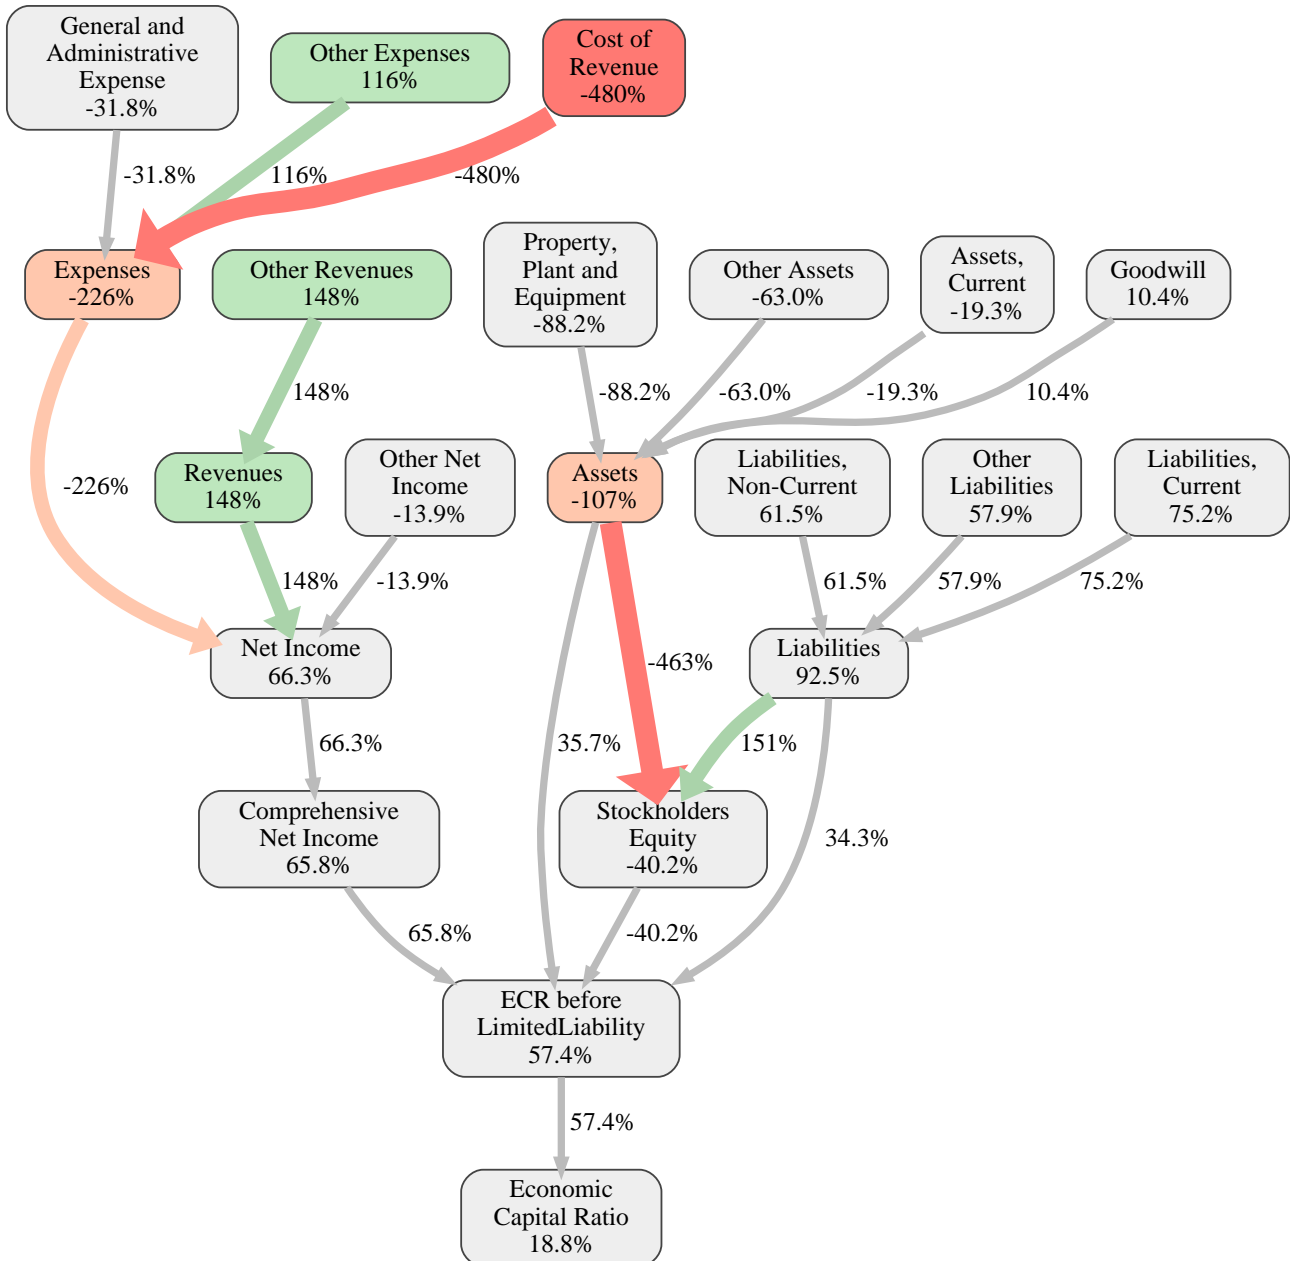 General and
Administrative
Expense
-31.8%
Other Expenses
116%
Cost of
Revenue
-480%
-31.8%
116%
-480%
Expenses
-226%
Other Revenues
148%
Property,
Plant and
Equipment
-88.2%
Other Assets
-63.0%
Assets,
Current
-19.3%
Goodwill
10.4%
148%
-88.2%
-63.0%
-19.3%
10.4%
-226%
Revenues
148%
Other Net
Income
-13.9%
Assets
-107%
Liabilities,
Non-Current
61.5%
Other
Liabilities
57.9%
Liabilities,
Current
75.2%
148%
-13.9%
61.5%
57.9%
75.2%
Net Income
66.3%
-463%
Liabilities
92.5%
66.3%
35.7%
151%
Comprehensive
Net Income
65.8%
Stockholders
Equity
-40.2%
34.3%
65.8%
-40.2%
ECR before
LimitedLiability
57.4%
57.4%
Economic
Capital Ratio
18.8%